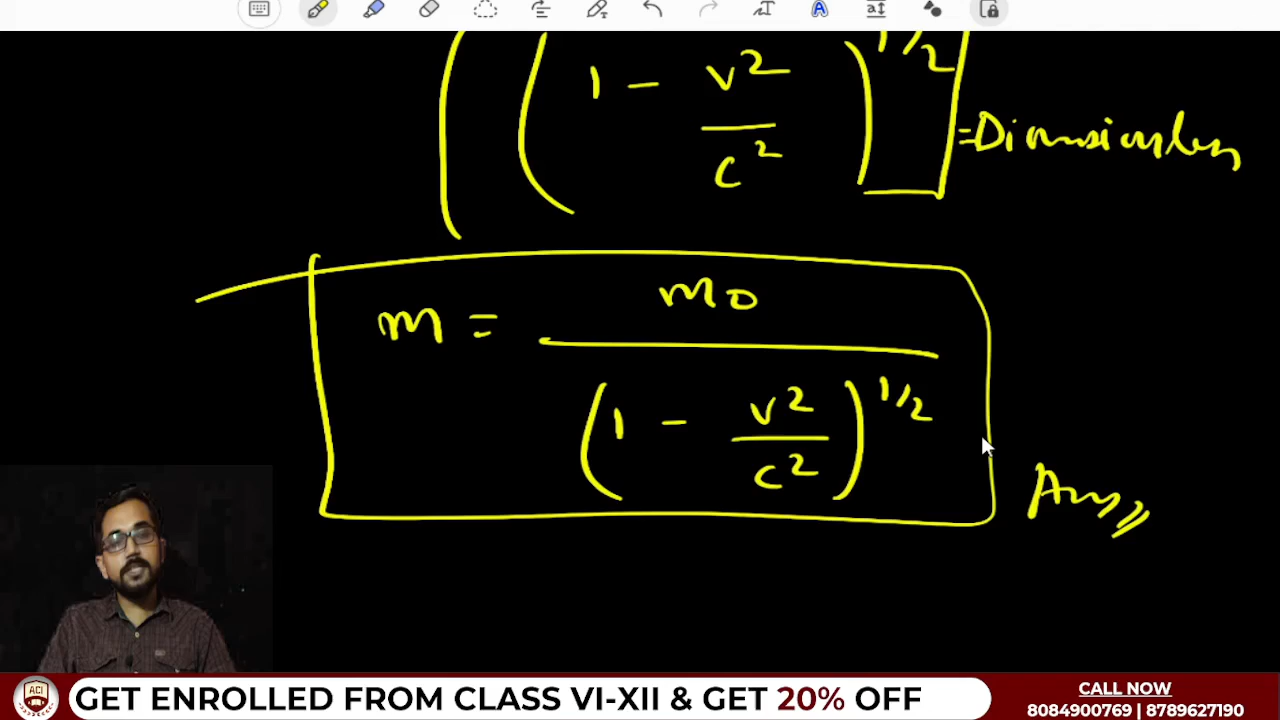 (1 - v²/c²)^1/2 = Dimensionless
m = m0 / (1 - v²/c²)^1/2
Ans
ACI
GET ENROLLED FROM CLASS VI-XII & GET 20% OFF
CALL NOW
8084900769 | 8789627190